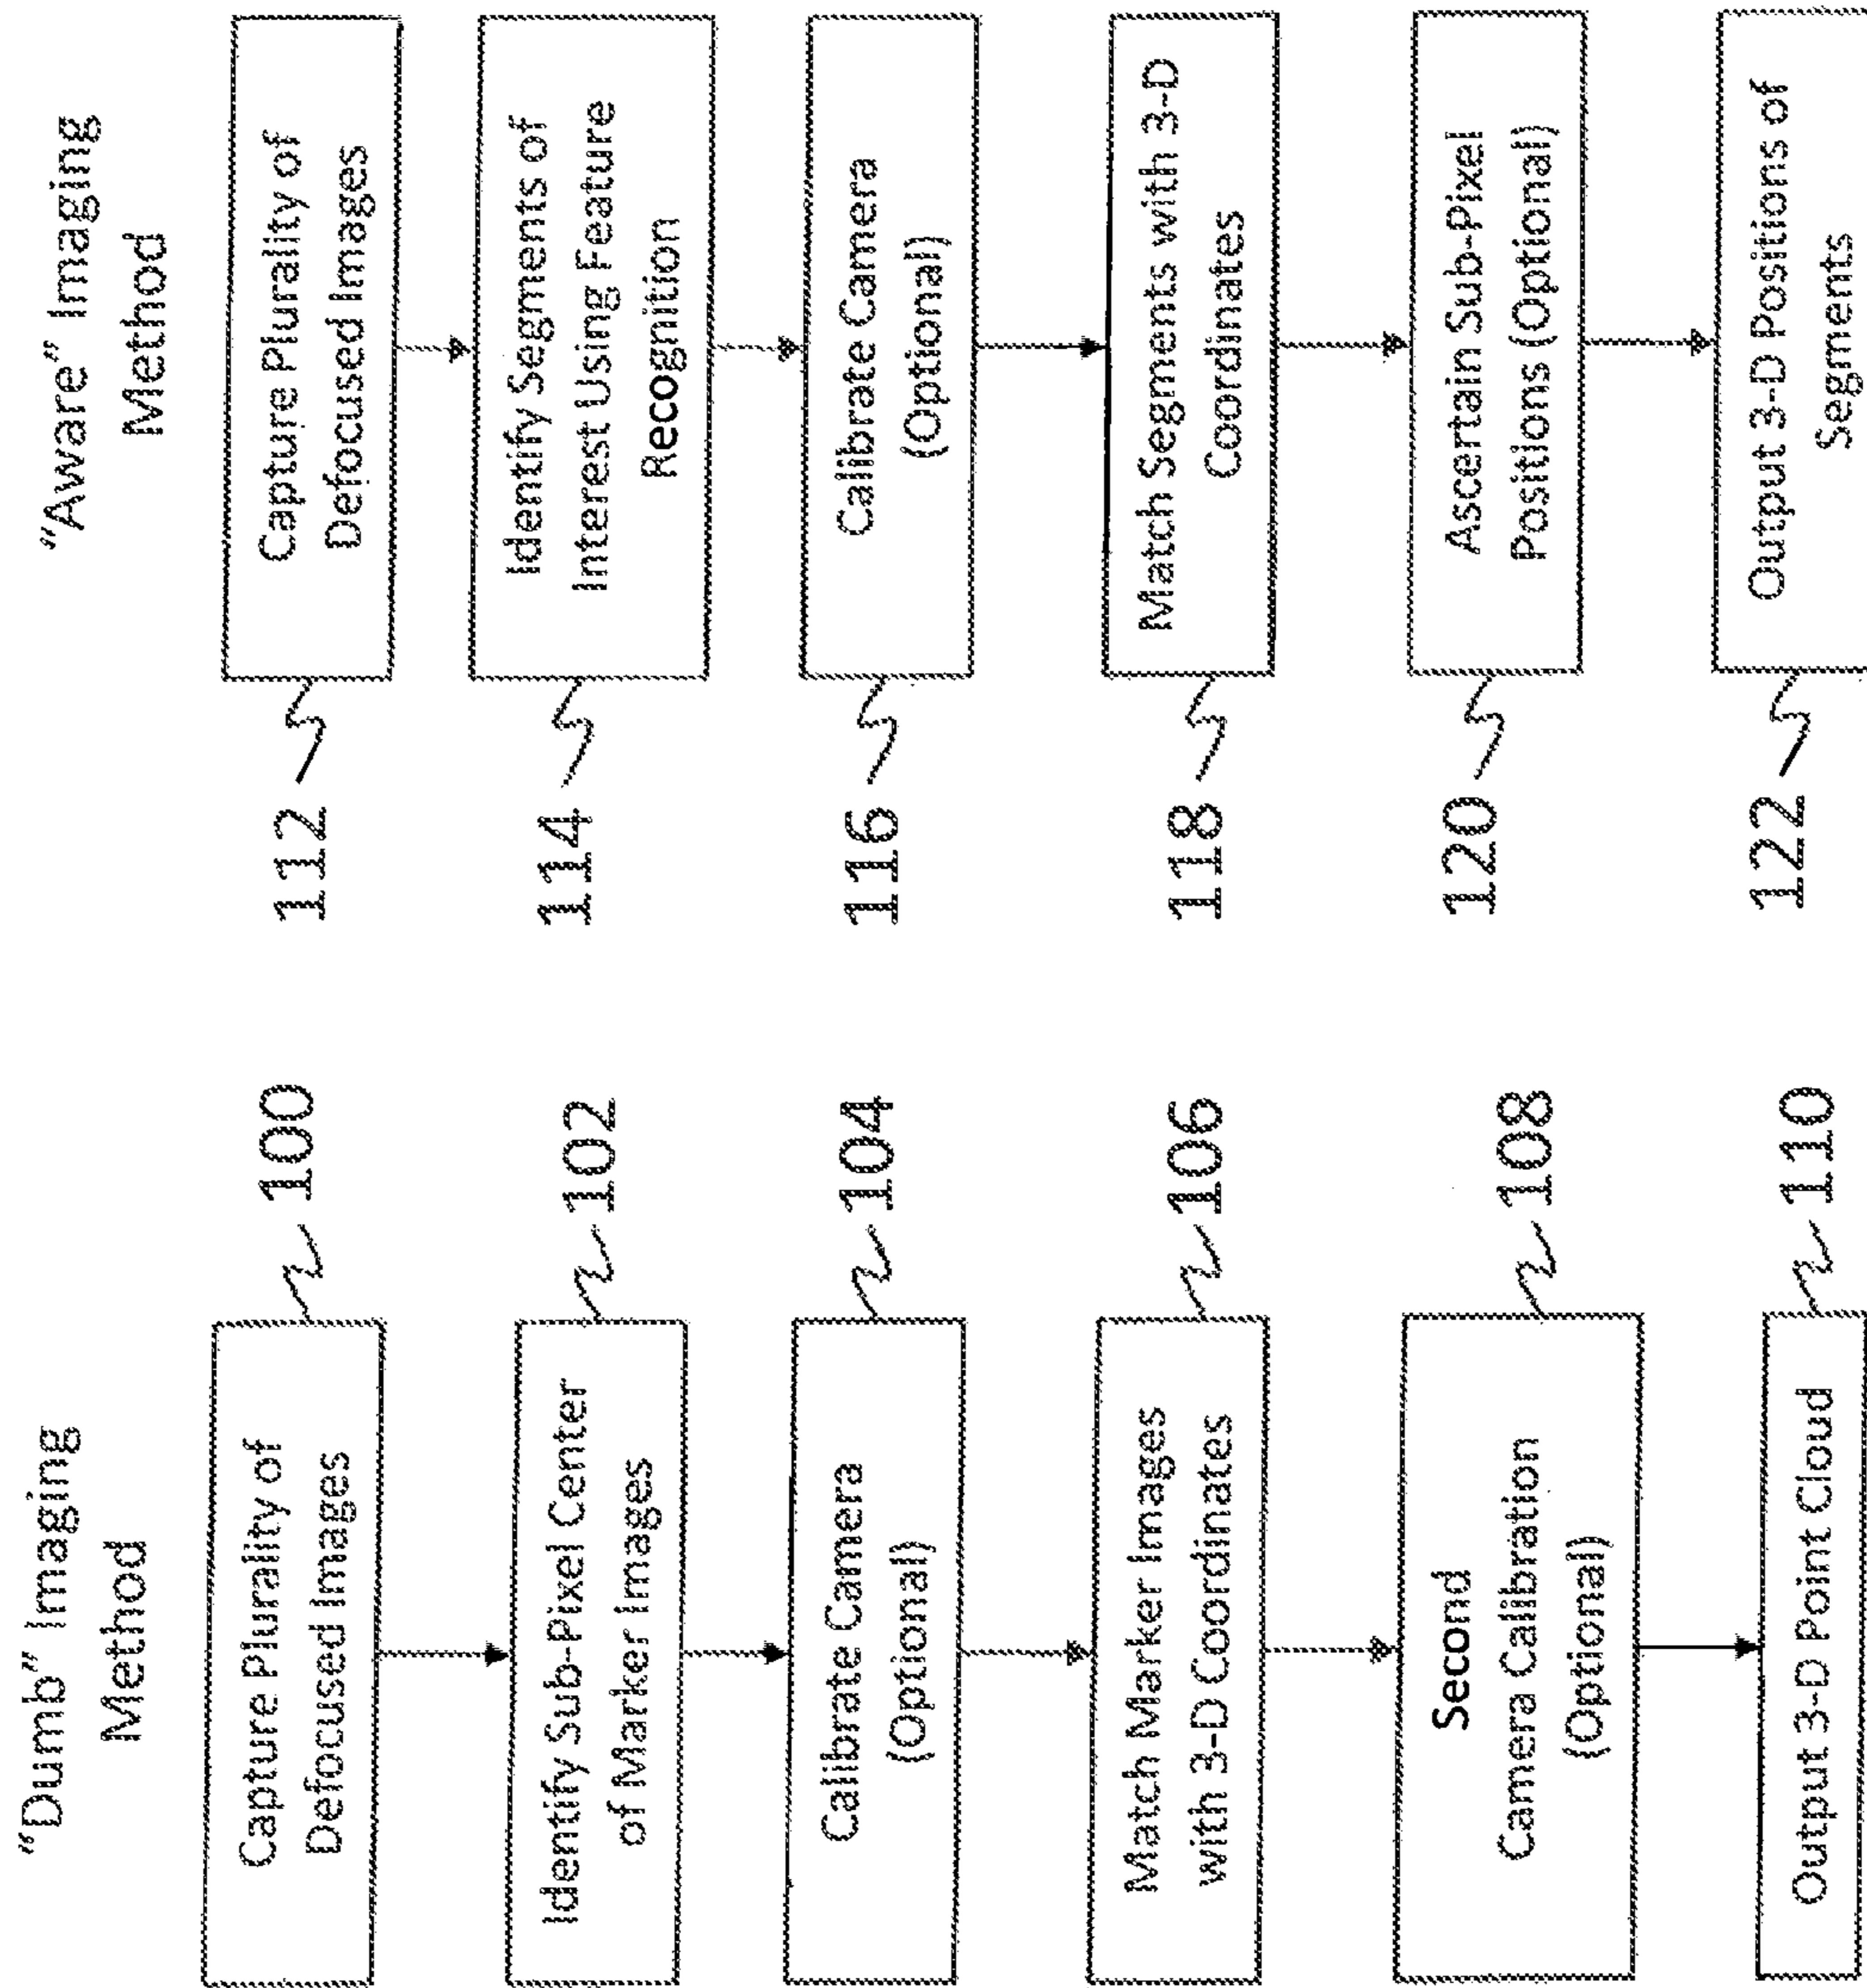 "Dumb" Imaging
Method
Capture Plurality of
Defocused Images
100
Identify Sub-Pixel Center
of Marker Images
102
Calibrate Camera
(Optional)
104
Match Marker Images
with 3-D Coordinates
106
Second
Camera Calibration
(Optional)
108
Output 3-D Point Cloud
110
"Aware" Imaging
Method
112
Capture Plurality of
Defocused Images
114
Identify Segments of
Interest Using Feature
Recognition
116
Calibrate Camera
(Optional)
118
Match Segments with 3-D
Coordinates
120
Ascertain Sub-Pixel
Positions (Optional)
122
Output 3-D Positions of
Segments